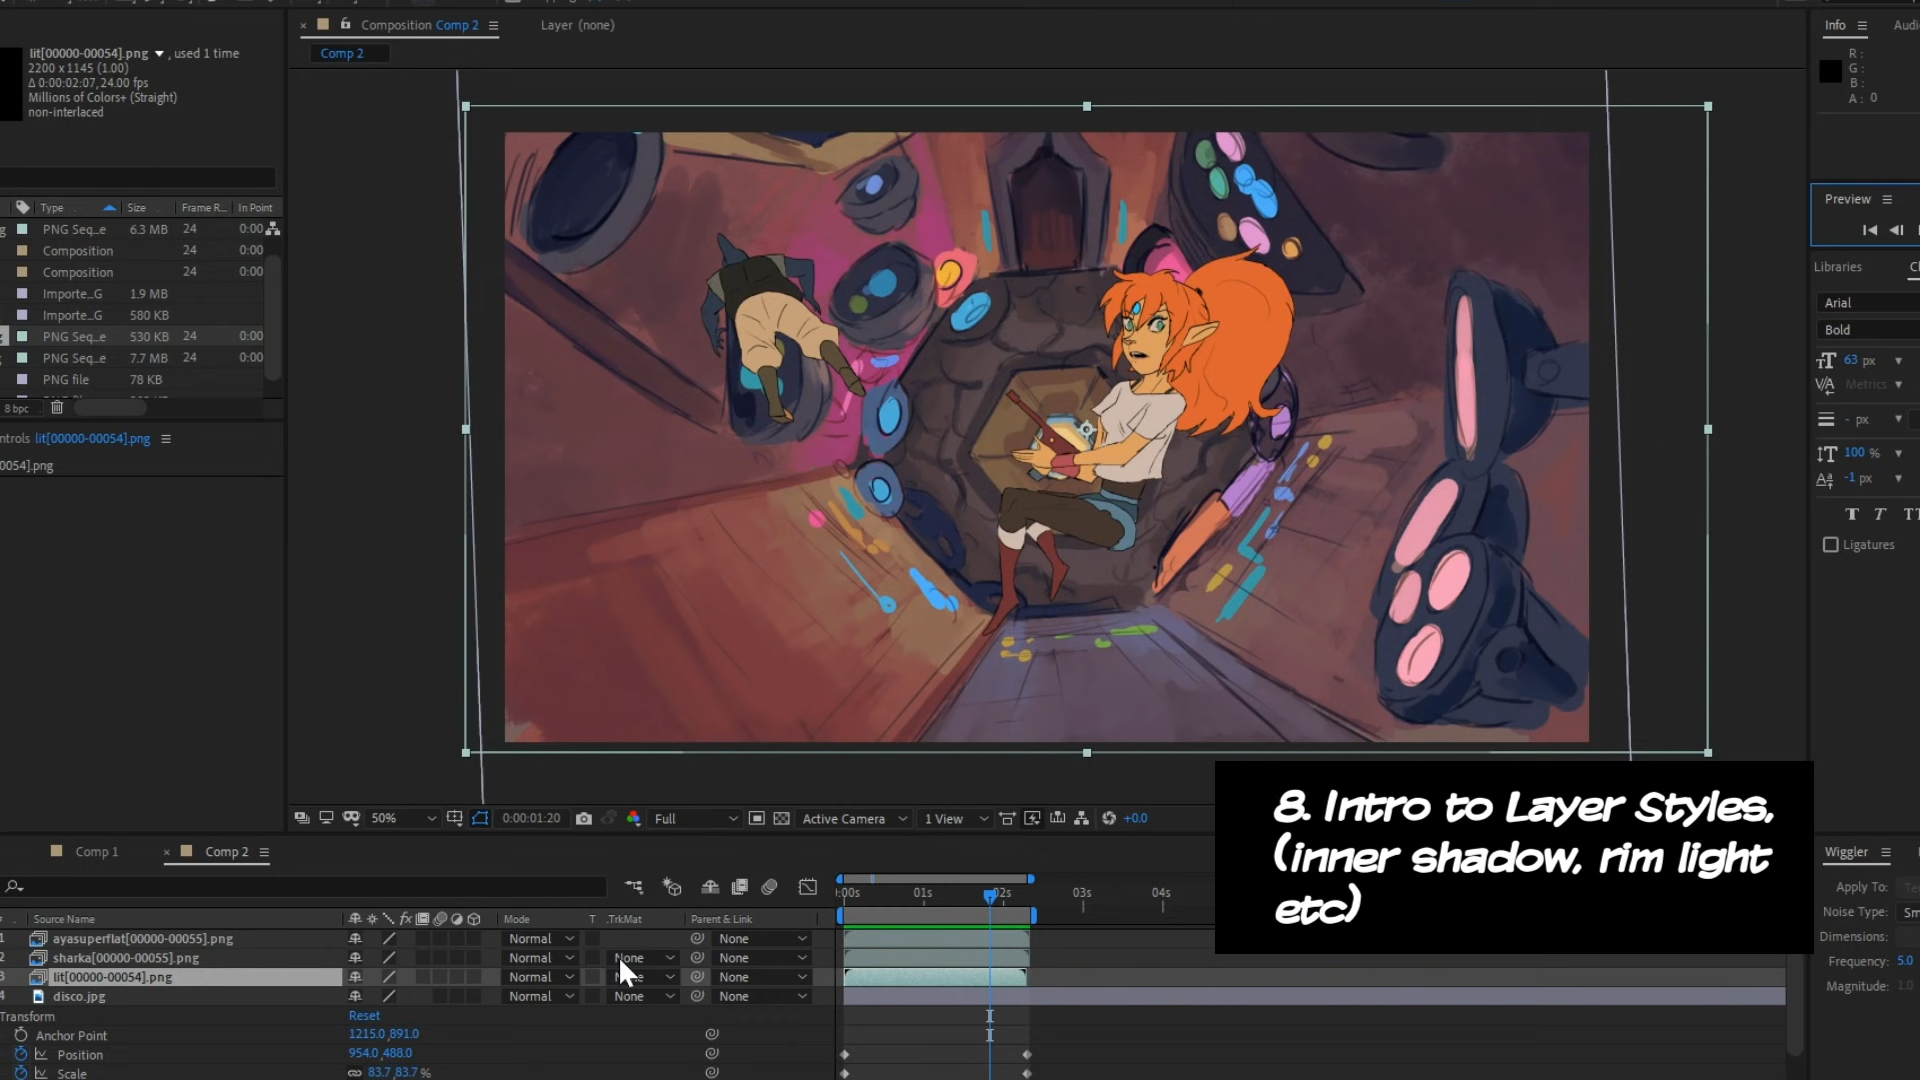 Composition Comp 2
Layer (none)
Info
Audi
Comp 2
lit[00000-00054].png , used 1 time
2200 x 1145 (1.00)
Δ 0:00:02:07, 24.00 fps
Millions of Colors+ (Straight)
non-interlaced
R :
G :
B :
A : 0
Preview
Type
Size
Frame R...
In Point
PNG Seq...e 6.3 MB 24 0:00
Composition 24 0:00
Composition 24 0:00
Importe...G 1.9 MB
Importe...G 580 KB
PNG Seq...e 530 KB 24 0:00
PNG Seq...e 7.7 MB 24 0:00
PNG file 78 KB
8 bpc
Libraries
Arial
Bold
63 px
Metrics
- px
100 %
-1 px
T T TT
Ligatures
ntrols lit[00000-00054].png
0054].png
50%
0:00:01:20
Full
Active Camera
1 View
+0.0
8. Intro to Layer Styles,
(inner shadow, rim light
etc)
Comp 1
Comp 2
:00s 01s 02s 03s 04s
Source Name
fx
Mode
T .TrkMat
Parent & Link
1 ayasuperflat[00000-00055].png Normal None
2 sharka[00000-00055].png Normal None None
3 lit[00000-00054].png Normal None
4 disco.jpg Normal None None
Transform Reset
Anchor Point 1215.0,891.0
Position 954.0,488.0
Scale 83.7,83.7 %
Wiggler
Apply To:
Noise Type: Sm
Dimensions:
Frequency: 5.0
Magnitude: 1.0